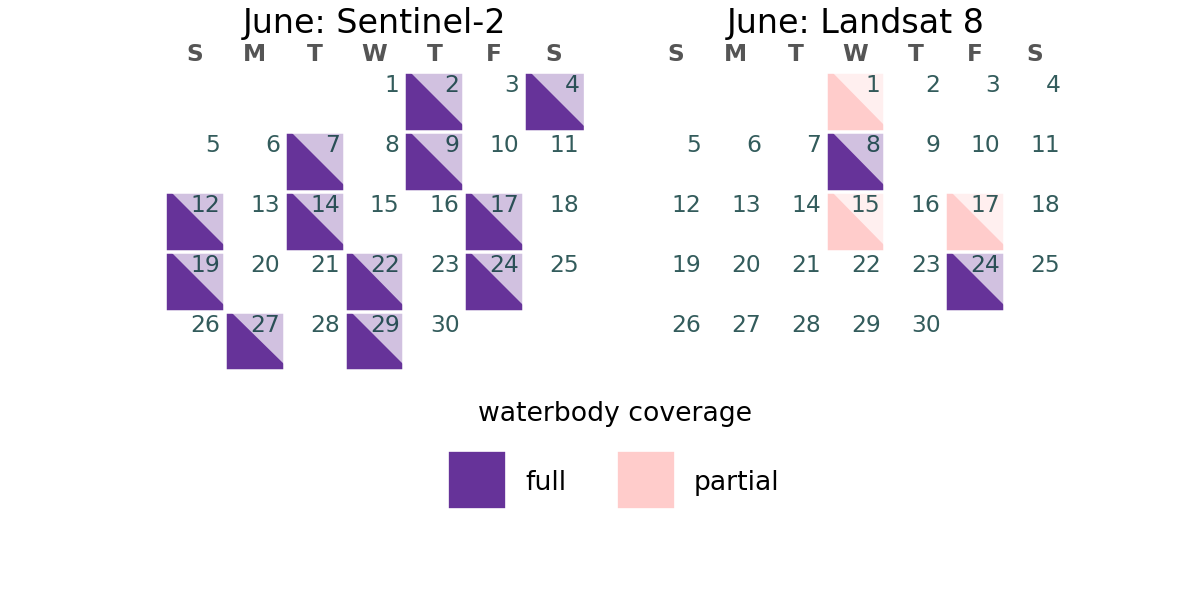 June: Sentinel-2
S M T W T F S
1 2 3 4
5 6 7 8 9 10 11
12 13 14 15 16 17 18
19 20 21 22 23 24 25
26 27 28 29 30
June: Landsat 8
S M T W T F S
1 2 3 4
5 6 7 8 9 10 11
12 13 14 15 16 17 18
19 20 21 22 23 24 25
26 27 28 29 30
waterbody coverage
full
partial